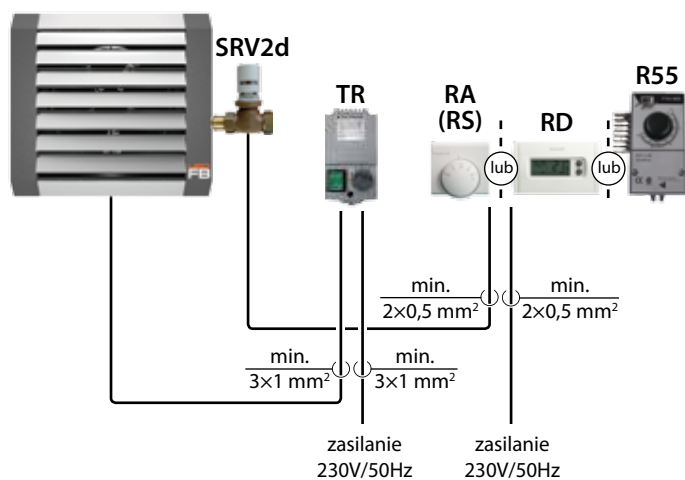 SRV2d
TR
RA
(RS)
RD
R55
lub
lub
FB
min.
2×0,5 mm²
min.
2×0,5 mm²
min.
3×1 mm²
min.
3×1 mm²
zasilanie
230V/50Hz
zasilanie
230V/50Hz